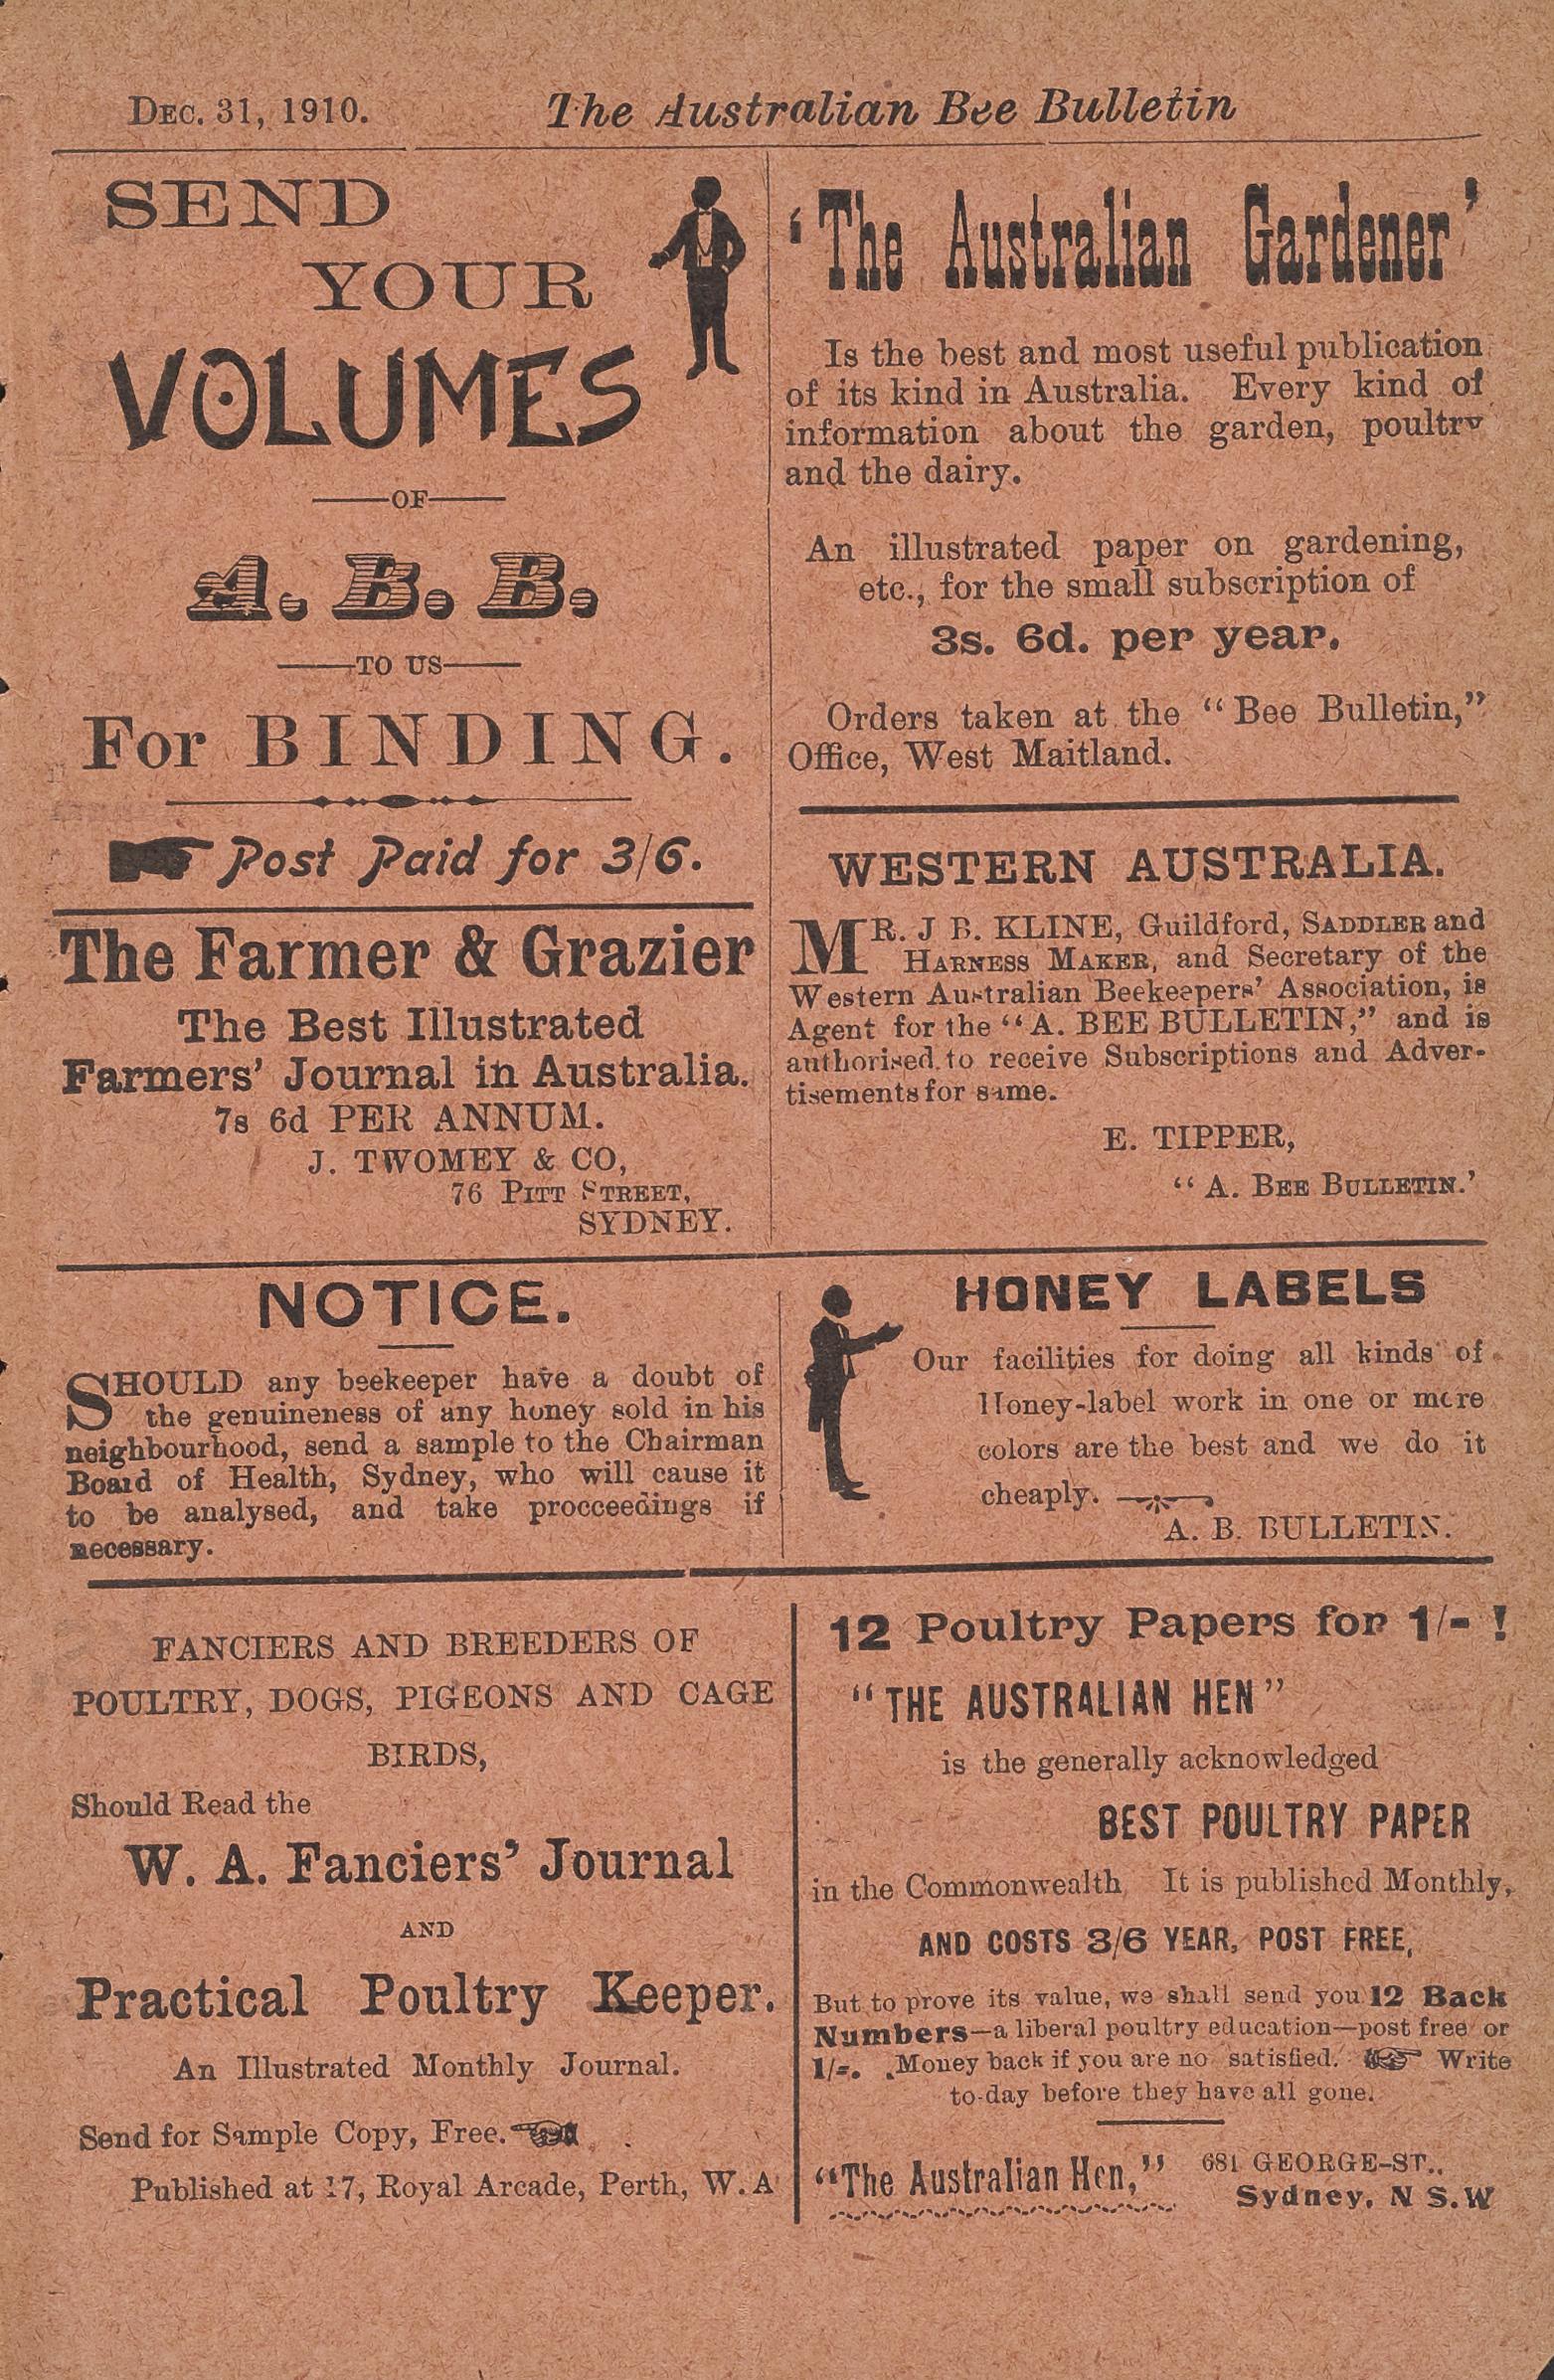 DEC. 31, 1910.
The Australian Bee Bulletin
SEND
YOUR
VOLUMES
OF
A. B. B.
TO US
For BINDING.
Post Paid for 3/6.
The Farmer & Grazier
The Best Illustrated
Farmers' Journal in Australia.
7s 6d PER ANNUM.
J. TWOMEY & CO,
76 PITT STREET,
SYDNEY.
'The Australian Gardener'
Is the best and most useful publication
of its kind in Australia. Every kind of
information about the garden, poultry
and the dairy.
An illustrated paper on gardening,
etc., for the small subscription of
3s. 6d. per year.
Orders taken at the "Bee Bulletin,"
Office, West Maitland.
WESTERN AUSTRALIA.
MR. J B. KLINE, Guildford, SADDLER and
HARNESS MAKER, and Secretary of the
Western Australian Beekeepers' Association, is
Agent for the "A. BEE BULLETIN," and is
authorised to receive Subscriptions and Adver-
tisements for same.
E. TIPPER,
"A. BEE BULLETIN.'
NOTICE.
SHOULD any beekeeper have a doubt of
the genuineness of any honey sold in his
neighbourhood, send a sample to the Chairman
Board of Health, Sydney, who will cause it
to be analysed, and take procceedings if
necessary.
HONEY LABELS
Our facilities for doing all kinds of
Honey-label work in one or more
colors are the best and we do it
cheaply.
A. B. BULLETIN.
FANCIERS AND BREEDERS OF
POULTRY, DOGS, PIGEONS AND CAGE
BIRDS,
Should Read the
W. A. Fanciers' Journal
AND
Practical Poultry Keeper.
An Illustrated Monthly Journal.
Send for Sample Copy, Free.
Published at 17, Royal Arcade, Perth, W. A
12 Poultry Papers for 1/- !
"THE AUSTRALIAN HEN"
is the generally acknowledged
BEST POULTRY PAPER
in the Commonwealth It is published Monthly,
AND COSTS 3/6 YEAR, POST FREE,
But to prove its value, we shall send you 12 Back
Numbers—a liberal poultry education—post free or
1/-. Money back if you are no satisfied. Write
to-day before they have all gone.
"The Australian Hen," 681 GEORGE-ST.,
Sydney, N S.W